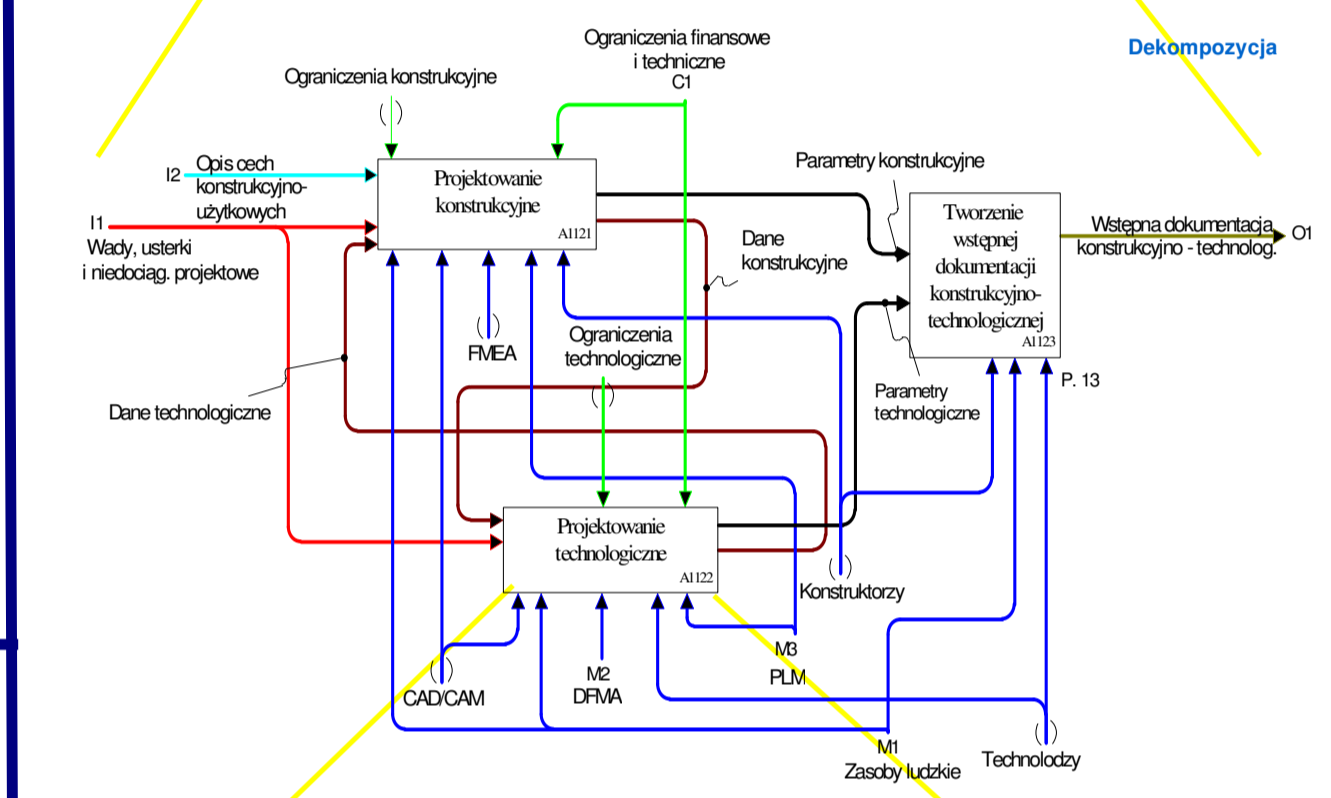 Ograniczenia finansowe
i techniczne
C1
Dekompozycja
Ograniczenia konstrukcyjne
( )
I2
Opis cech
konstrukcyjno-
użytkowych
I1
Wady, usterki
i niedociąg. projektowe
Projektowanie
konstrukcyjne
A1121
Parametry konstrukcyjne
Tworzenie
wstępnej
dokumentacji
konstrukcyjno-
technologicznej
A1123
Wstępna dokumentacja
konstrukcyjno - technolog.
O1
Dane
konstrukcyjne
( )
FMEA
Ograniczenia
technologiczne
( )
P. 13
Parametry
technologiczne
Dane technologiczne
Projektowanie
technologiczne
A1122
( )
Konstruktorzy
M3
PLM
( )
CAD/CAM
M2
DFMA
M1
Zasoby ludzkie
( )
Technolodzy